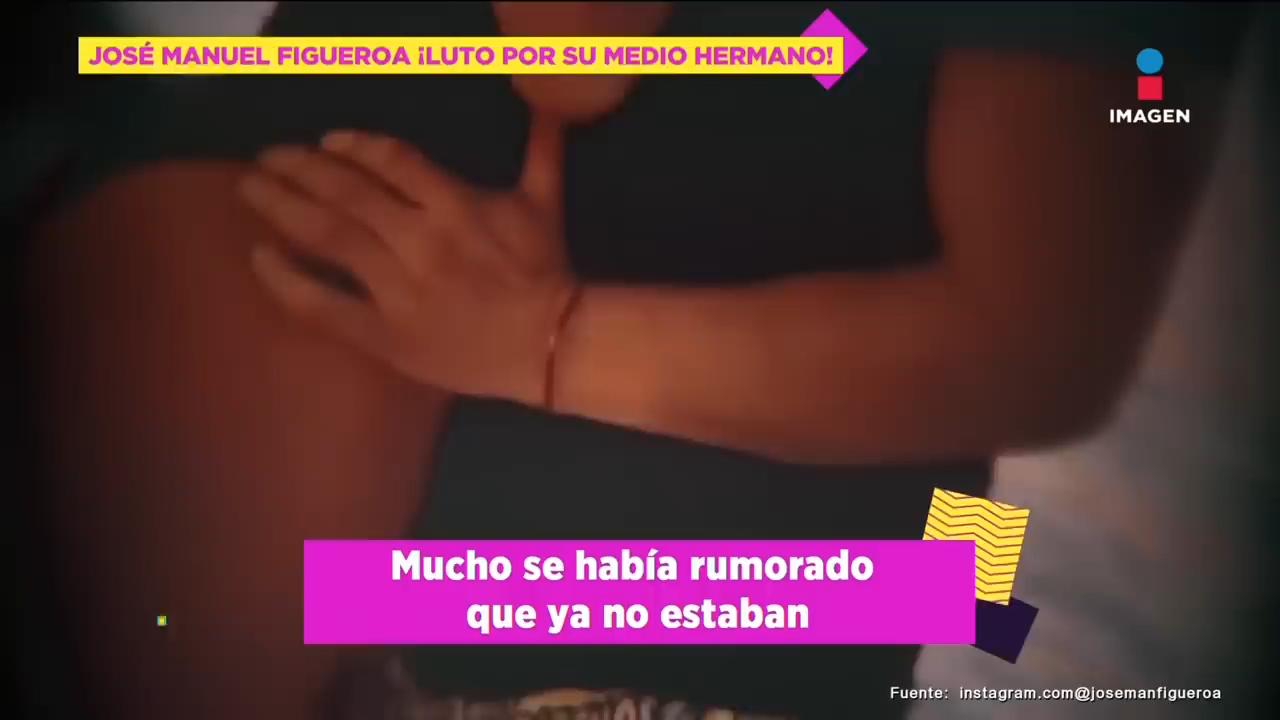 JOSÉ MANUEL FIGUEROA ¡LUTO POR SU MEDIO HERMANO!
IMAGEN
Mucho se había rumorado
que ya no estaban
Fuente: instagram.com@josemanfigueroa